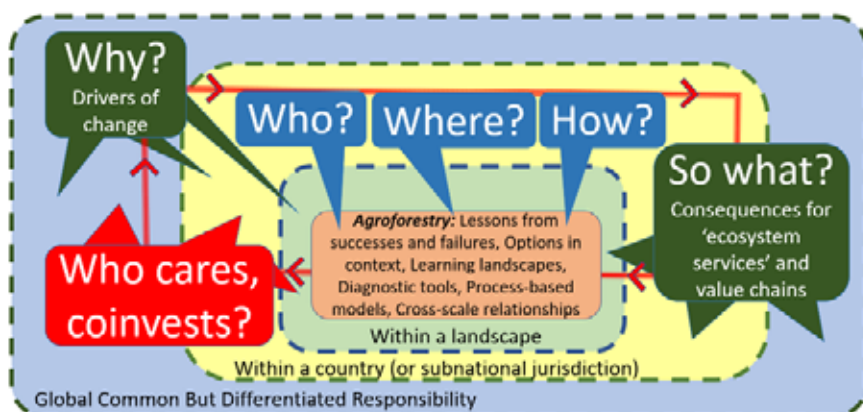 Why?
Drivers of
change
Who?
Where?
How?
So what?
Consequences for
‘ecosystem
services’ and
value chains
Agroforestry: Lessons from
successes and failures, Options in
context, Learning landscapes,
Diagnostic tools, Process-based
models, Cross-scale relationships
Who cares,
coinvests?
Within a landscape
Within a country (or subnational jurisdiction)
Global Common But Differentiated Responsibility